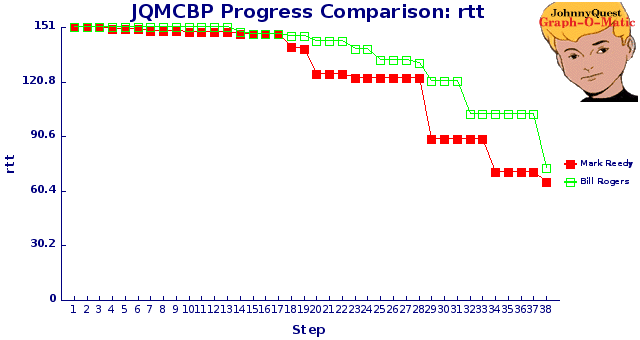 JQMCBP Progress Comparison: rtt
JohnnyQuest
Graph-O-Matic
151
120.8
90.6
60.4
30.2
0
rtt
Mark Reedy
Bill Rogers
1 2 3 4 5 6 7 8 9 10 11 12 13 14 15 16 17 18 19 20 21 22 23 24 25 26 27 28 29 30 31 32 33 34 35 36 37 38
Step